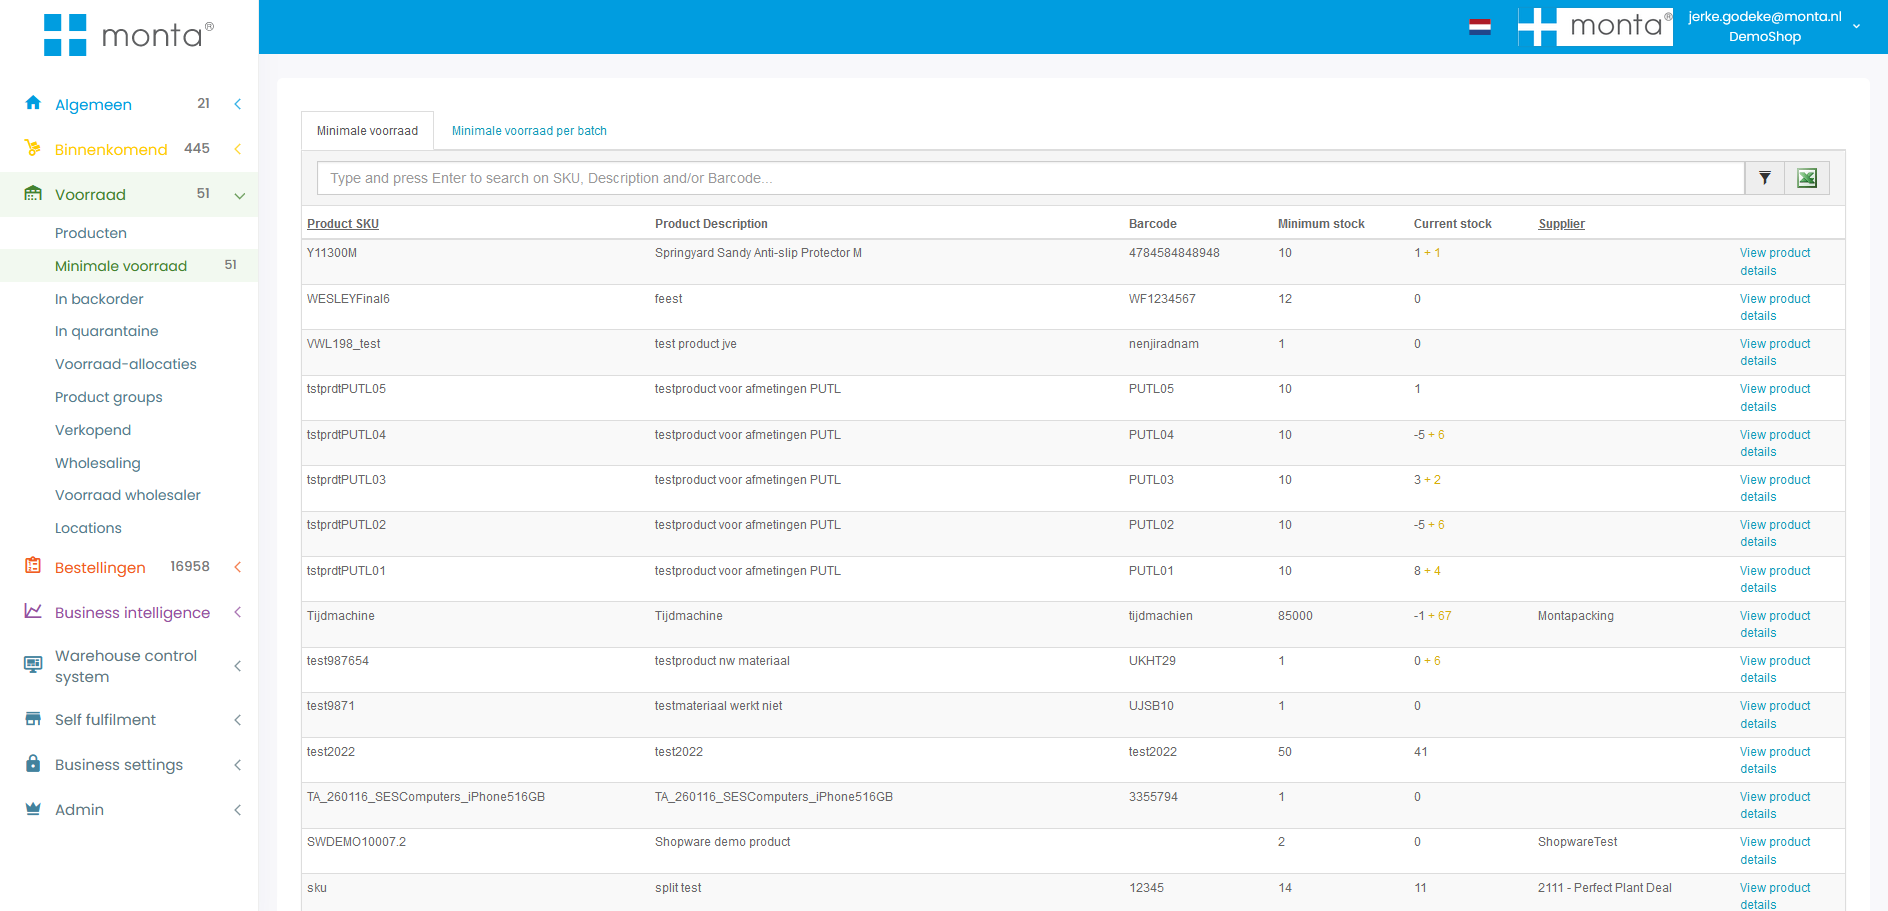 monta®
monta®
jerke.godeke@monta.nl
DemoShop
Algemeen 21
Binnenkomend 445
Voorraad 51
Producten
Minimale voorraad 51
In backorder
In quarantaine
Voorraad-allocaties
Product groups
Verkopend
Wholesaling
Voorraad wholesaler
Locations
Bestellingen 16958
Business intelligence
Warehouse control
system
Self fulfilment
Business settings
Admin
Minimale voorraad Minimale voorraad per batch
Type and press Enter to search on SKU, Description and/or Barcode...
Product SKU Product Description Barcode Minimum stock Current stock Supplier
Y11300M Springyard Sandy Anti-slip Protector M 4784584848948 10 1 + 1 View product
details
WESLEYFinal6 feest WF1234567 12 0 View product
details
VWL198_test test product jve nenjiradnam 1 0 View product
details
tstprdtPUTL05 testproduct voor afmetingen PUTL PUTL05 10 1 View product
details
tstprdtPUTL04 testproduct voor afmetingen PUTL PUTL04 10 -5 + 6 View product
details
tstprdtPUTL03 testproduct voor afmetingen PUTL PUTL03 10 3 + 2 View product
details
tstprdtPUTL02 testproduct voor afmetingen PUTL PUTL02 10 -5 + 6 View product
details
tstprdtPUTL01 testproduct voor afmetingen PUTL PUTL01 10 8 + 4 View product
details
Tijdmachine Tijdmachine tijdmachien 85000 -1 + 67 Montapacking View product
details
test987654 testproduct nw materiaal UKHT29 1 0 + 6 View product
details
test9871 testmateriaal werkt niet UJSB10 1 0 View product
details
test2022 test2022 test2022 50 41 View product
details
TA_260116_SESComputers_iPhone516GB TA_260116_SESComputers_iPhone516GB 3355794 1 0 View product
details
SWDEMO10007.2 Shopware demo product 2 0 ShopwareTest View product
details
sku split test 12345 14 11 2111 - Perfect Plant Deal View product
details